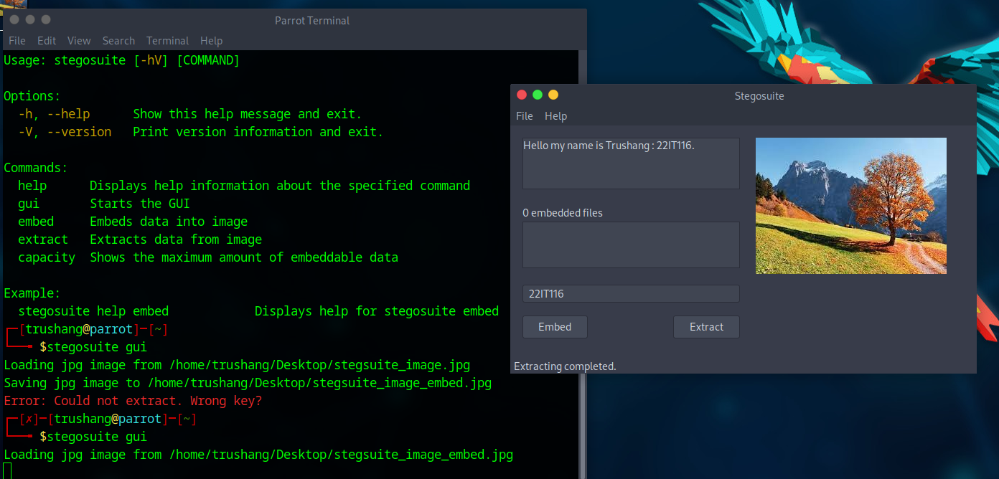 Parrot Terminal
File Edit View Search Terminal Help
Usage: stegosuite [-hV] [COMMAND]
Options:
-h, --help Show this help message and exit.
-V, --version Print version information and exit.
Commands:
help Displays help information about the specified command
gui Starts the GUI
embed Embeds data into image
extract Extracts data from image
capacity Shows the maximum amount of embeddable data
Example:
stegosuite help embed Displays help for stegosuite embed
┌─[trushang@parrot]─[~]
└──╼ $stegosuite gui
Loading jpg image from /home/trushang/Desktop/stegsuite_image.jpg
Saving jpg image to /home/trushang/Desktop/stegsuite_image_embed.jpg
Error: Could not extract. Wrong key?
┌─[✗]─[trushang@parrot]─[~]
└──╼ $stegosuite gui
Loading jpg image from /home/trushang/Desktop/stegsuite_image_embed.jpg
Stegosuite
File Help
Hello my name is Trushang : 22IT116.
0 embedded files
22IT116
Embed Extract
Extracting completed.